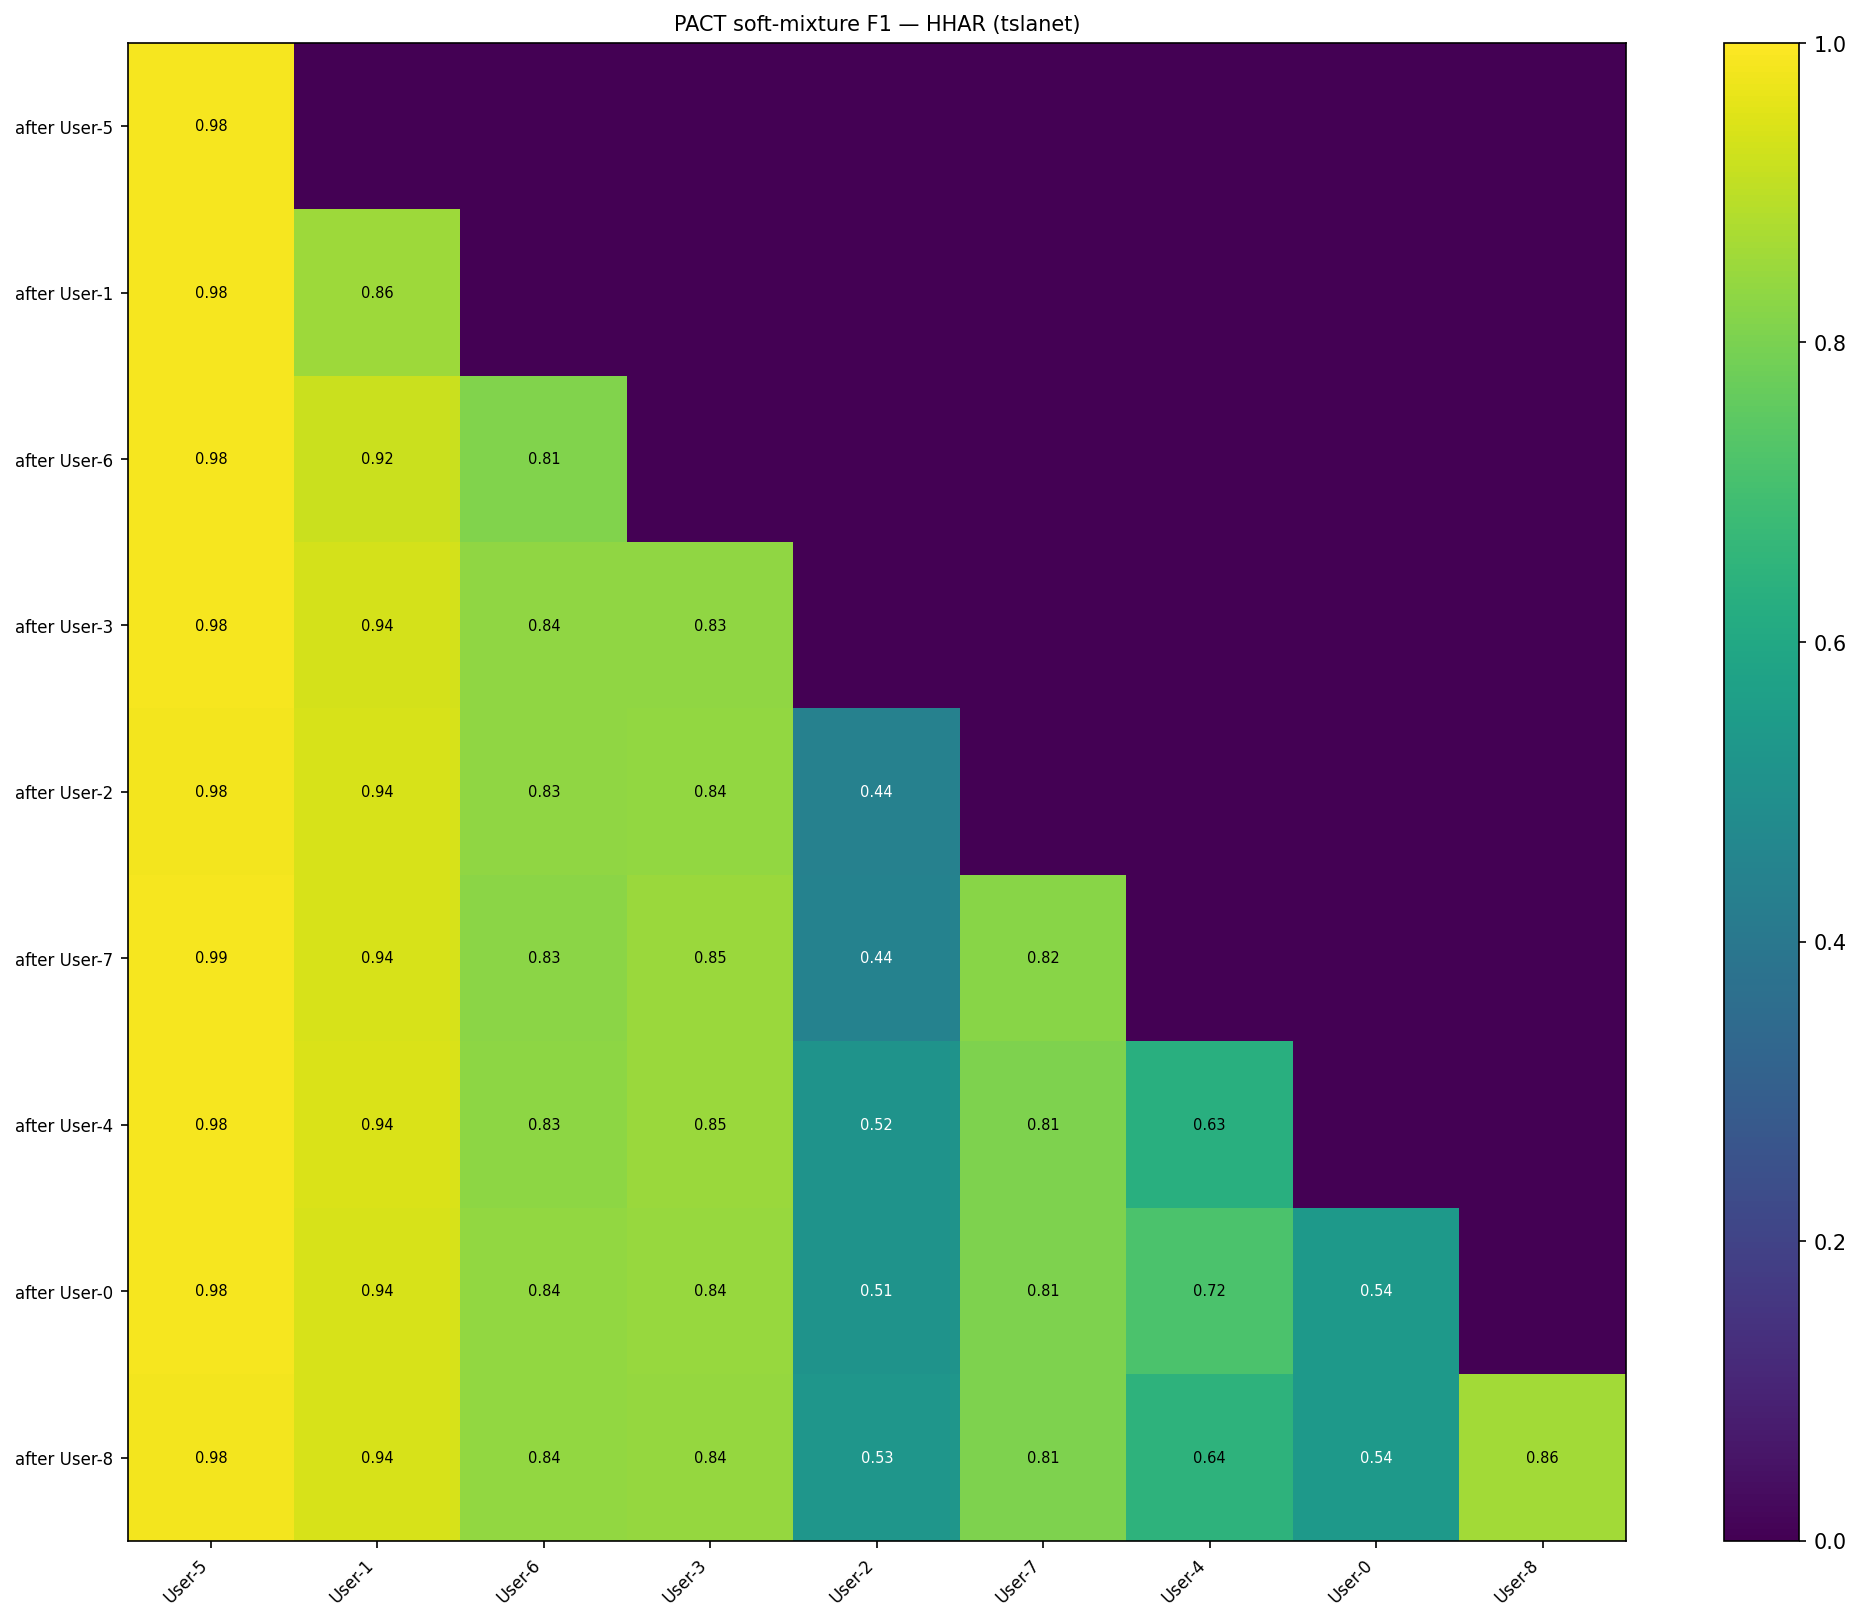 PACT soft-mixture F1 — HHAR (tslanet)
1.0
after User-5 0.98
after User-1 0.98 0.86
0.8
after User-6 0.98 0.92 0.81
after User-3 0.98 0.94 0.84 0.83
0.6
after User-2 0.98 0.94 0.83 0.84 0.44
0.4
after User-7 0.99 0.94 0.83 0.85 0.44 0.82
after User-4 0.98 0.94 0.83 0.85 0.52 0.81 0.63
0.2
after User-0 0.98 0.94 0.84 0.84 0.51 0.81 0.72 0.54
after User-8 0.98 0.94 0.84 0.84 0.53 0.81 0.64 0.54 0.86
0.0
User-5 User-1 User-6 User-3 User-2 User-7 User-4 User-0 User-8